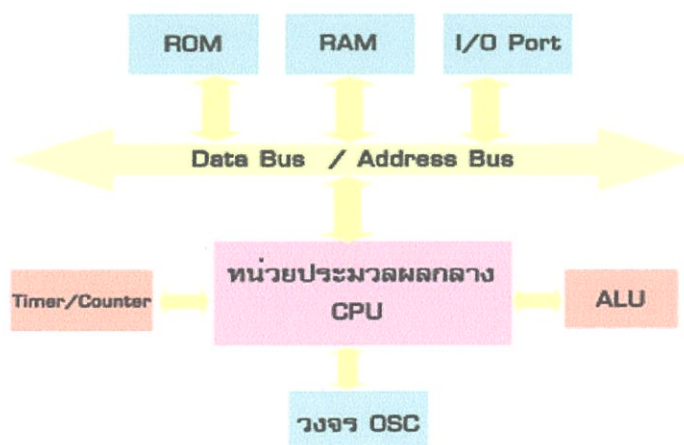 ROM
RAM
I/O Port
Data Bus / Address Bus
หน่วยประมวลผลกลาง
CPU
Timer/Counter
ALU
วงจร OSC